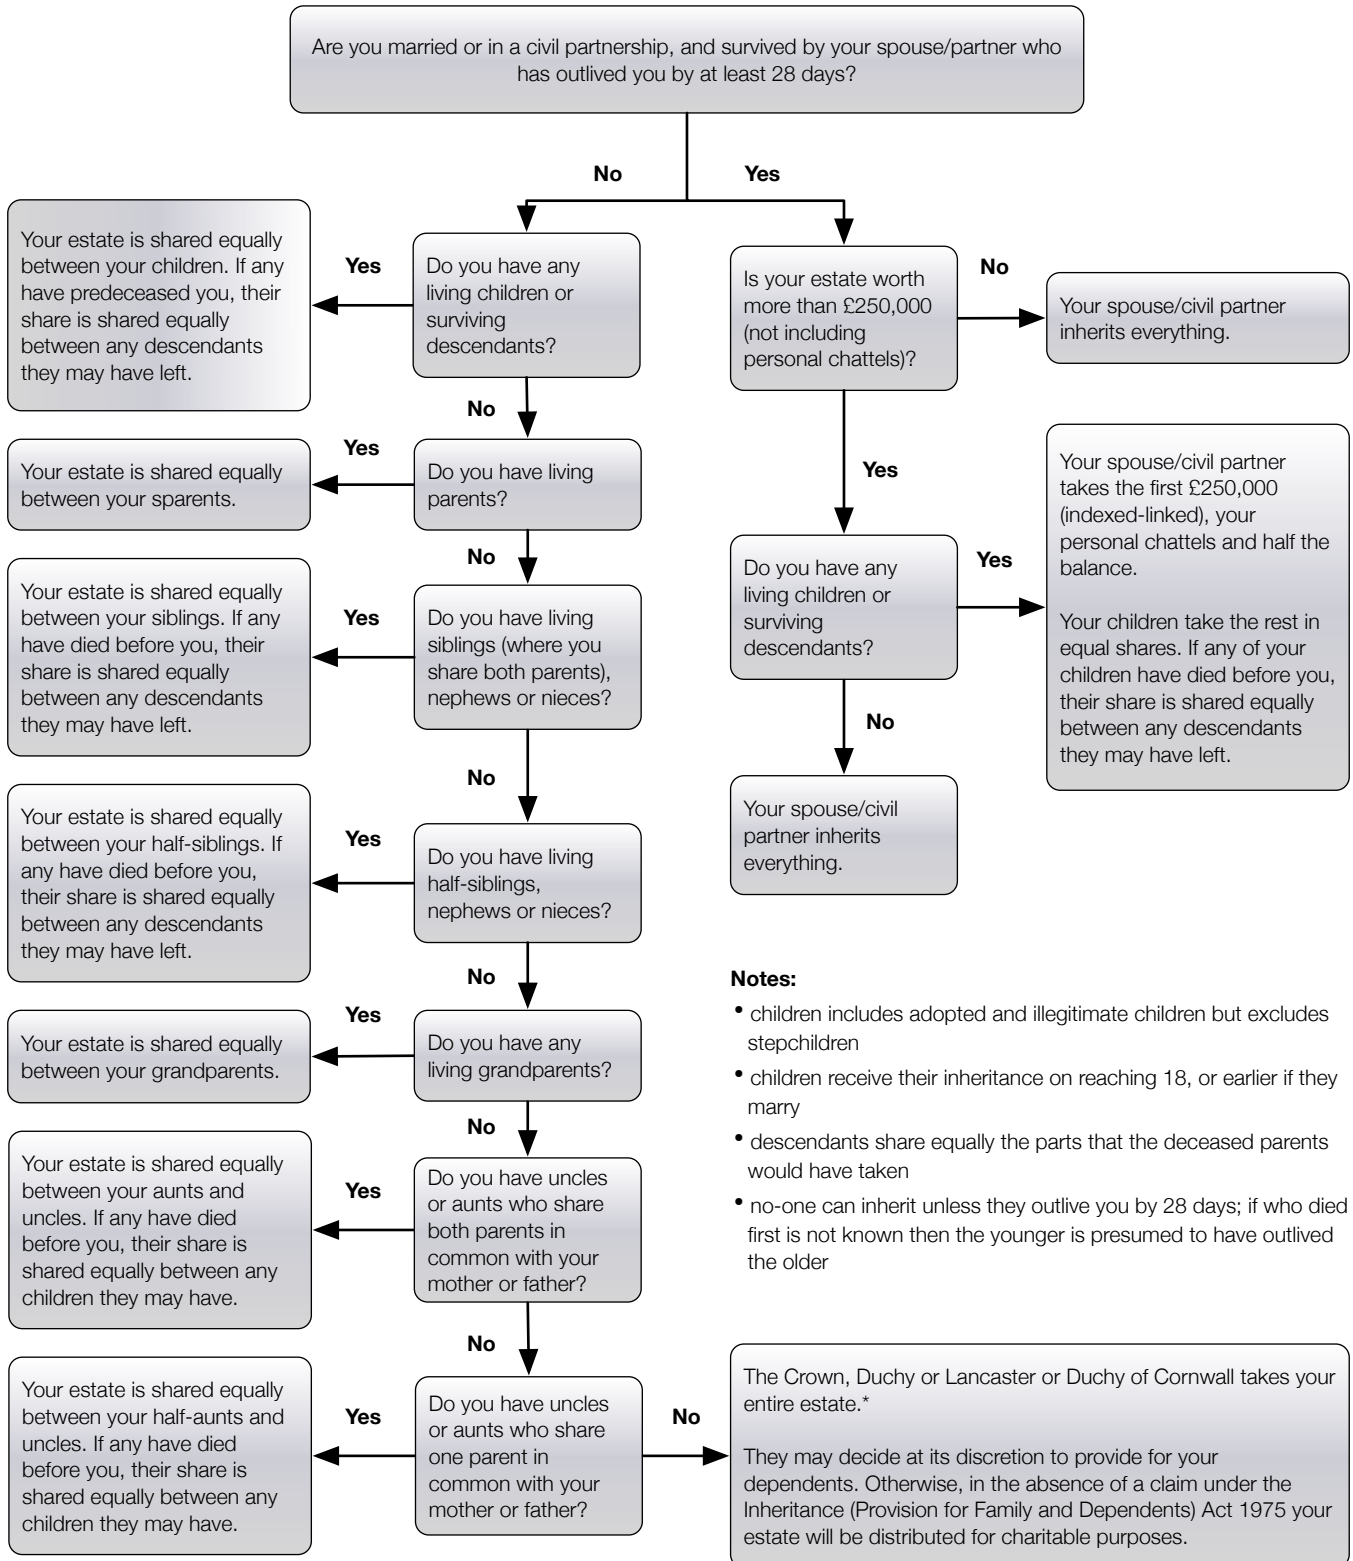 Are you married or in a civil partnership, and survived by your spouse/partner who
has outlived you by at least 28 days?
No
Yes
Your estate is shared equally
between your children. If any
have predeceased you, their
share is shared equally
between any descendants
they may have left.
Yes
Do you have any
living children or
surviving
descendants?
Is your estate worth
more than £250,000
(not including
personal chattels)?
No
Your spouse/civil partner
inherits everything.
No
Your estate is shared equally
between your sparents.
Yes
Do you have living
parents?
Yes
Your spouse/civil partner
takes the first £250,000
(indexed-linked), your
personal chattels and half the
balance.
Your children take the rest in
equal shares. If any of your
children have died before you,
their share is shared equally
between any descendants
they may have left.
No
Your estate is shared equally
between your siblings. If any
have died before you, their
share is shared equally
between any descendants
they may have left.
Yes
Do you have living
siblings (where you
share both parents),
nephews or nieces?
Do you have any
living children or
surviving
descendants?
Yes
No
No
Your spouse/civil
partner inherits
everything.
Your estate is shared equally
between your half-siblings. If
any have died before you,
their share is shared equally
between any descendants
they may have left.
Yes
Do you have living
half-siblings,
nephews or nieces?
No
Your estate is shared equally
between your grandparents.
Yes
Do you have any
living grandparents?
No
Notes:
• children includes adopted and illegitimate children but excludes
stepchildren
• children receive their inheritance on reaching 18, or earlier if they
marry
• descendants share equally the parts that the deceased parents
would have taken
• no-one can inherit unless they outlive you by 28 days; if who died
first is not known then the younger is presumed to have outlived
the older
Your estate is shared equally
between your aunts and
uncles. If any have died
before you, their share is
shared equally between any
children they may have.
Yes
Do you have uncles
or aunts who share
both parents in
common with your
mother or father?
No
Your estate is shared equally
between your half-aunts and
uncles. If any have died
before you, their share is
shared equally between any
children they may have.
Yes
Do you have uncles
or aunts who share
one parent in
common with your
mother or father?
No
The Crown, Duchy or Lancaster or Duchy of Cornwall takes your
entire estate.*
They may decide at its discretion to provide for your
dependents. Otherwise, in the absence of a claim under the
Inheritance (Provision for Family and Dependents) Act 1975 your
estate will be distributed for charitable purposes.